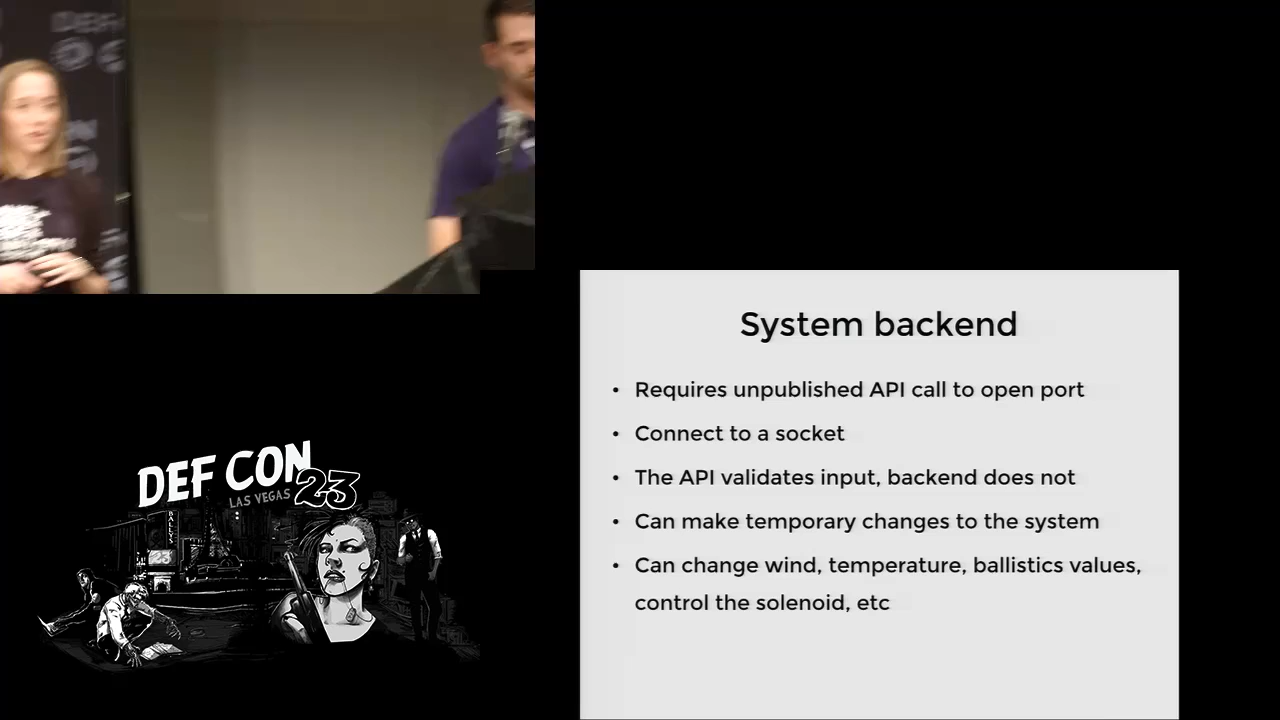 System backend
• Requires unpublished API call to open port
• Connect to a socket
• The API validates input, backend does not
• Can make temporary changes to the system
• Can change wind, temperature, ballistics values,
control the solenoid, etc
DEF CON
LAS VEGAS 23
BALLYS